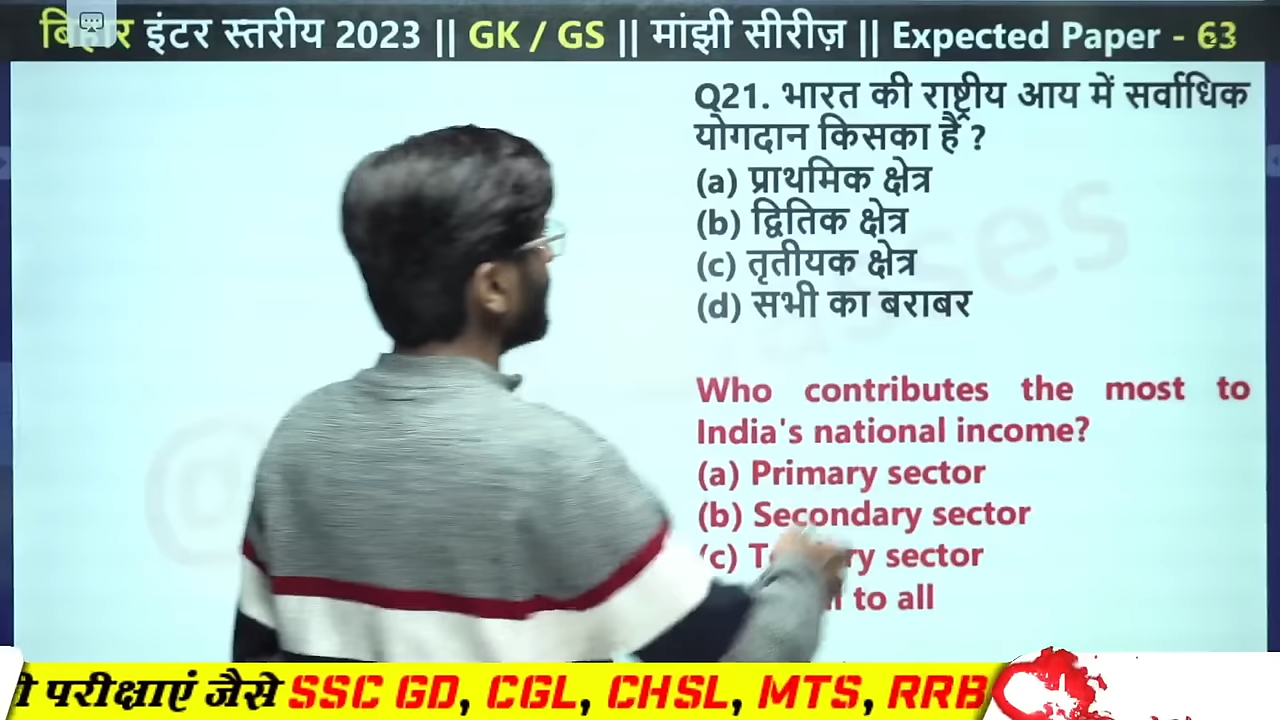 बिहार इंटर स्तरीय 2023 || GK / GS || मांझी सीरीज़ || Expected Paper - 63
Q21. भारत की राष्ट्रीय आय में सर्वाधिक
योगदान किसका है ?
(a) प्राथमिक क्षेत्र
(b) द्वितिक क्षेत्र
(c) तृतीयक क्षेत्र
(d) सभी का बराबर
Who contributes the most to
India's national income?
(a) Primary sector
(b) Secondary sector
(c) sector
to all
परीक्षाएं जैसे SSC GD, CGL, CHSL, MTS, RRB